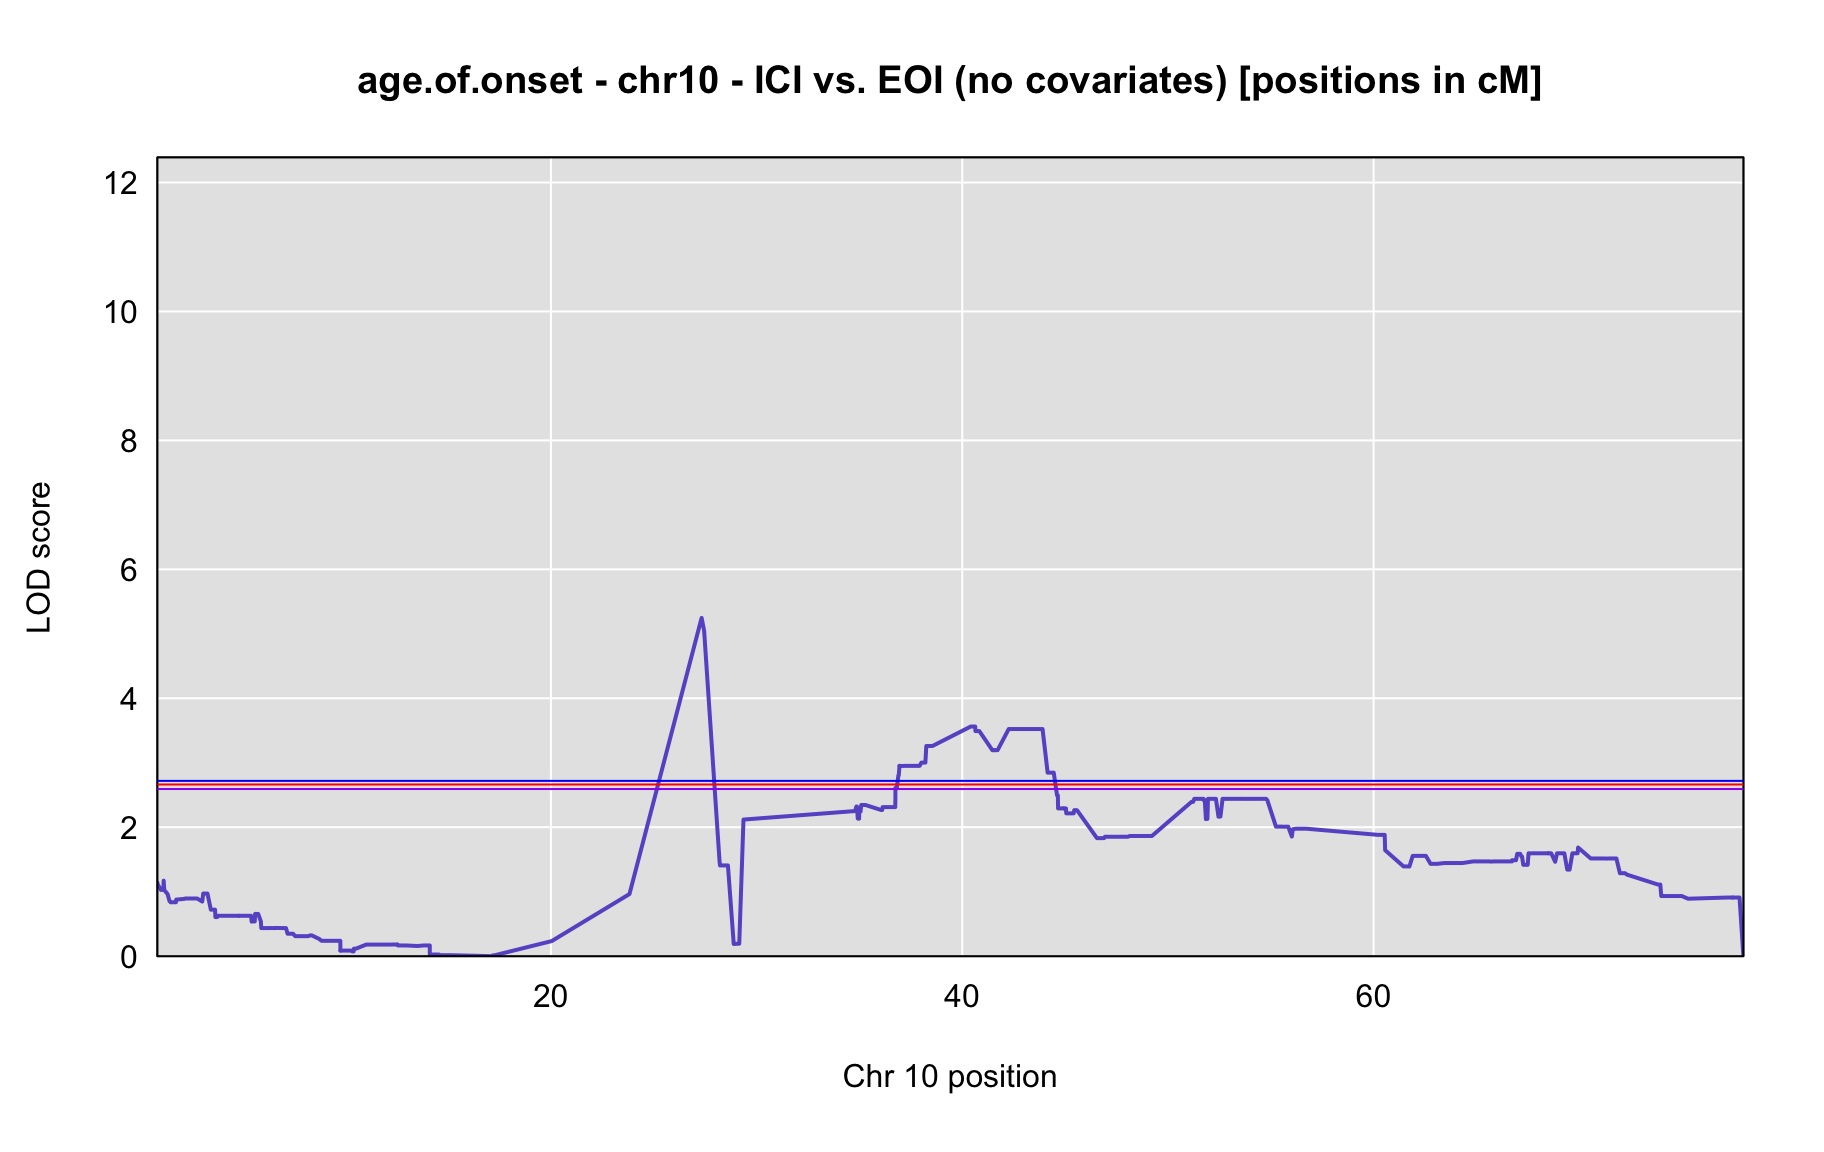 age.of.onset - chr10 - ICI vs. EOI (no covariates) [positions in cM]
12
10
8
6
4
2
0
LOD score
20 40 60
Chr 10 position